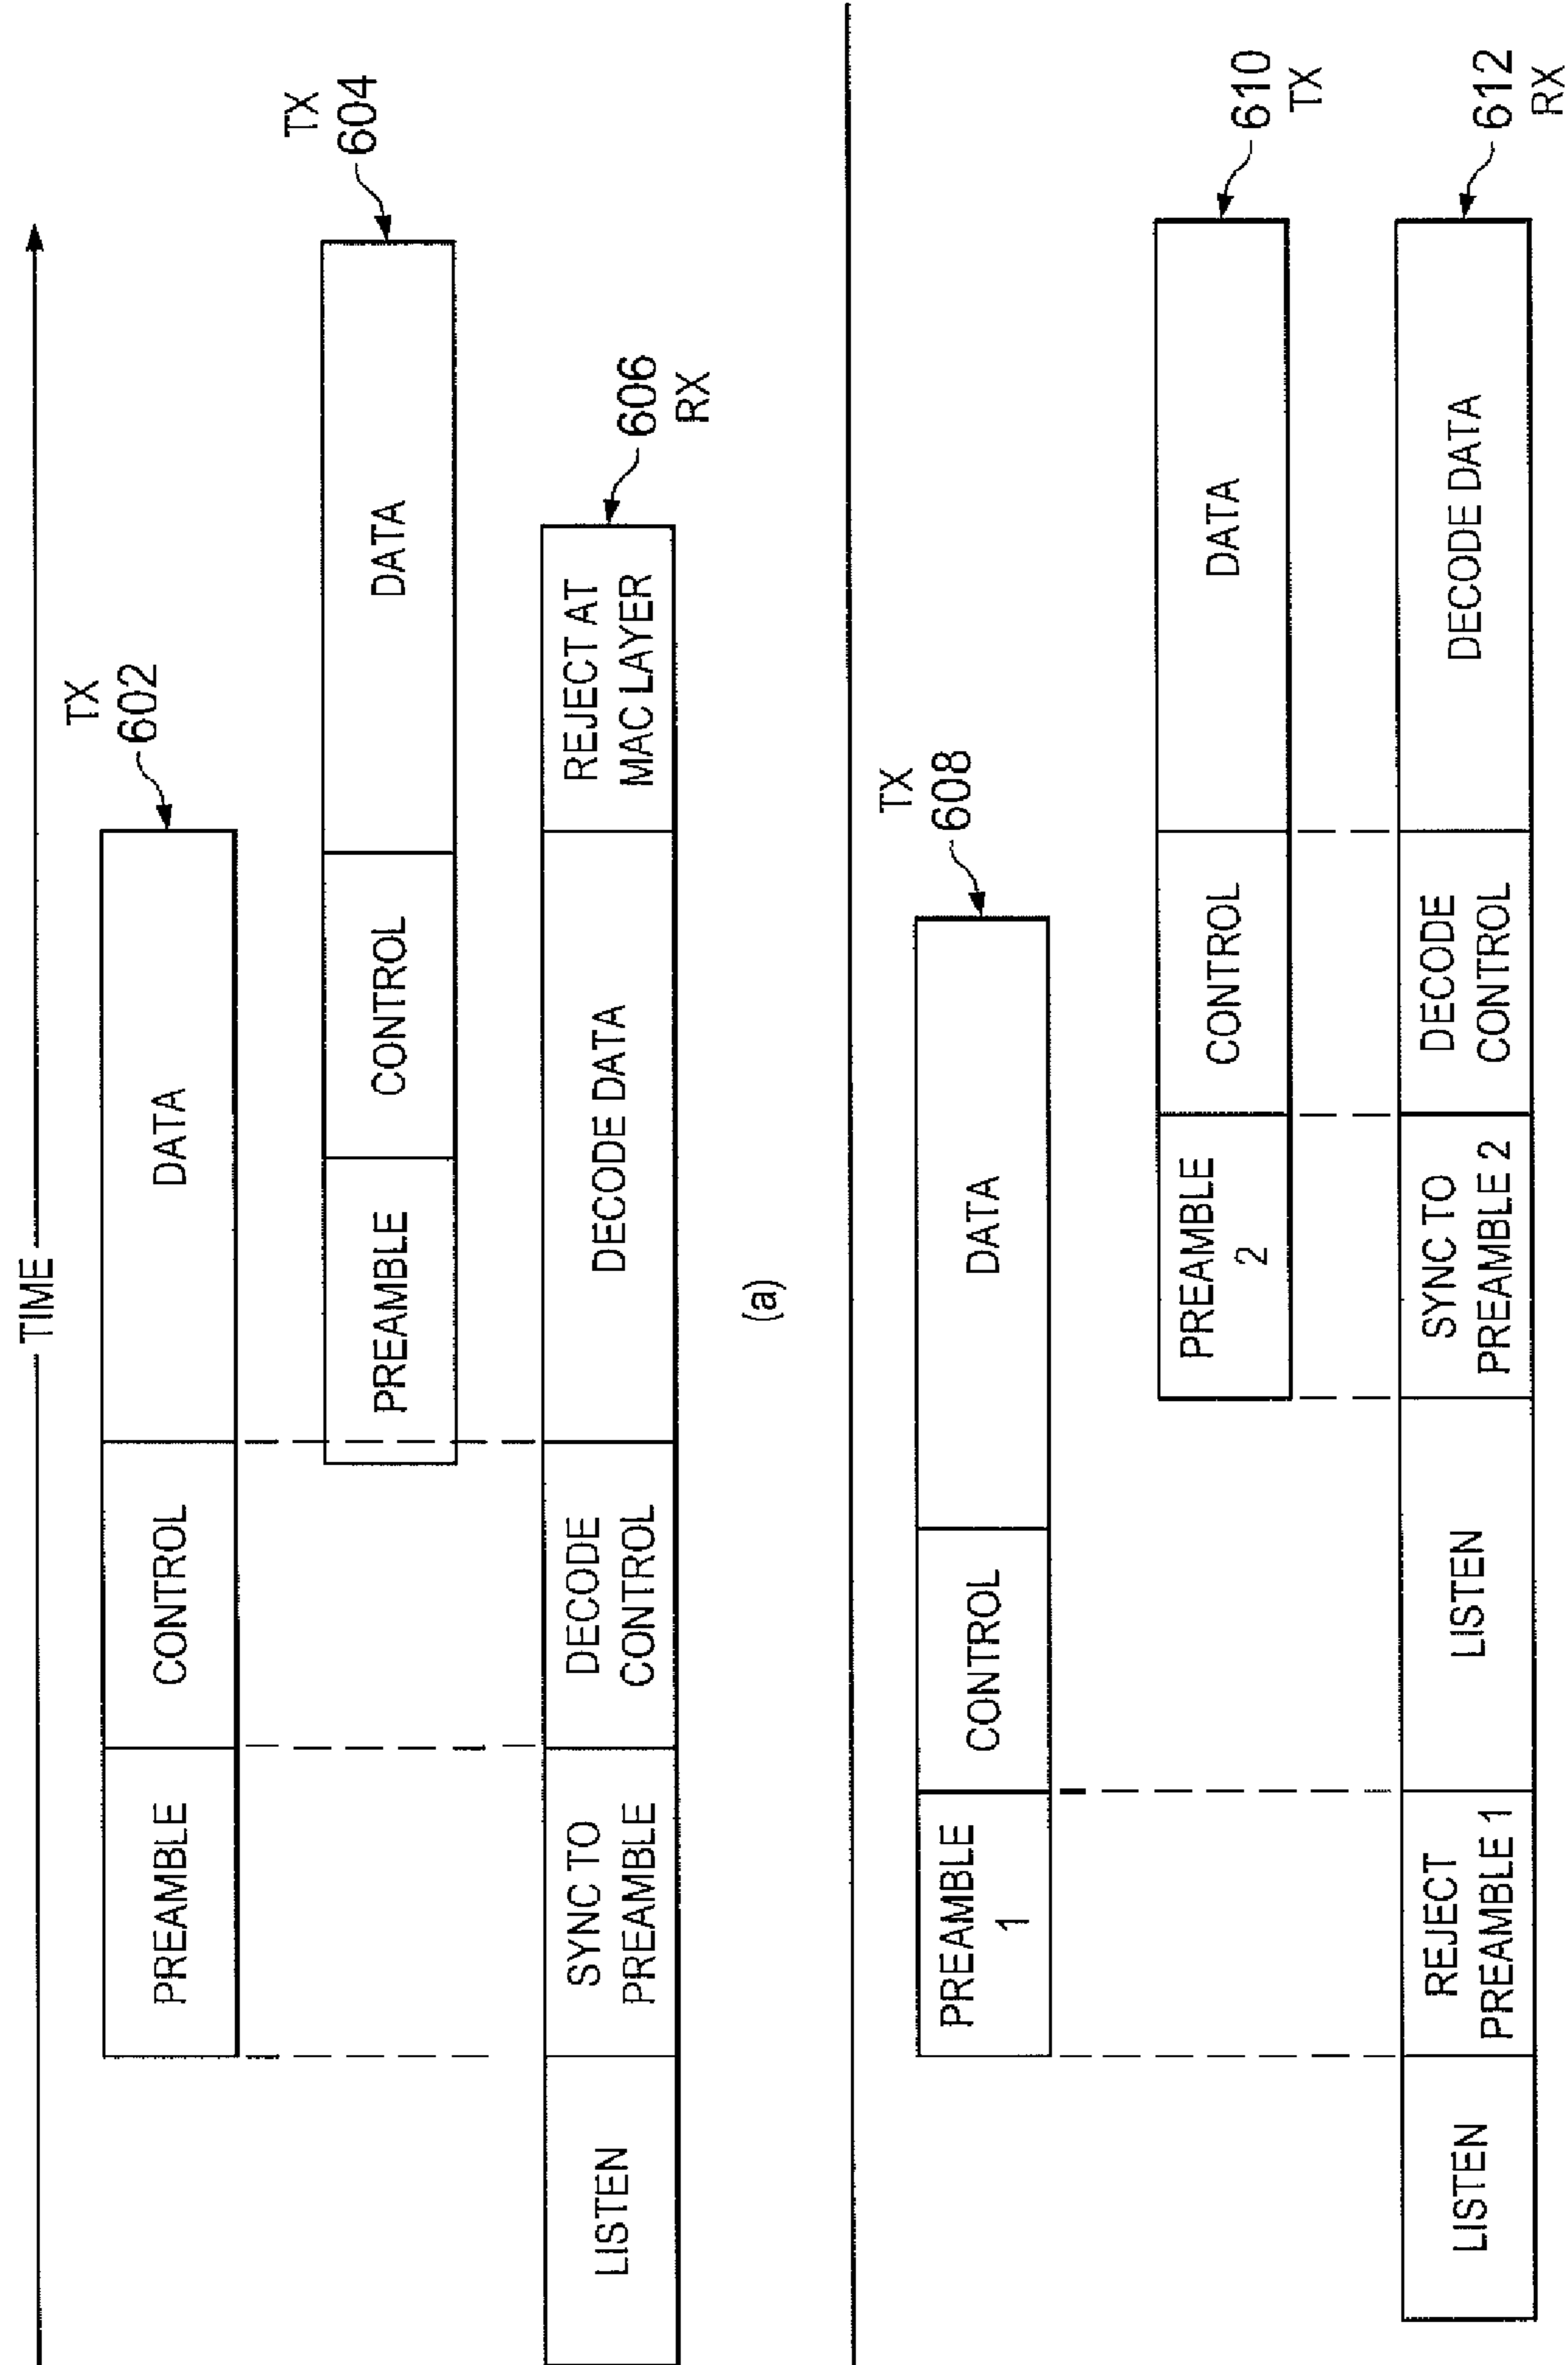 TIME
PREAMBLE
CONTROL
DATA
TX
602
PREAMBLE
CONTROL
DATA
TX
604
LISTEN
SYNC TO
PREAMBLE
DECODE
CONTROL
DECODE DATA
REJECT AT
MAC LAYER
606
RX
(a)
PREAMBLE
1
CONTROL
DATA
TX
608
PREAMBLE
2
CONTROL
DATA
610
TX
LISTEN
REJECT
PREAMBLE 1
LISTEN
SYNC TO
PREAMBLE 2
DECODE
CONTROL
DECODE DATA
612
RX